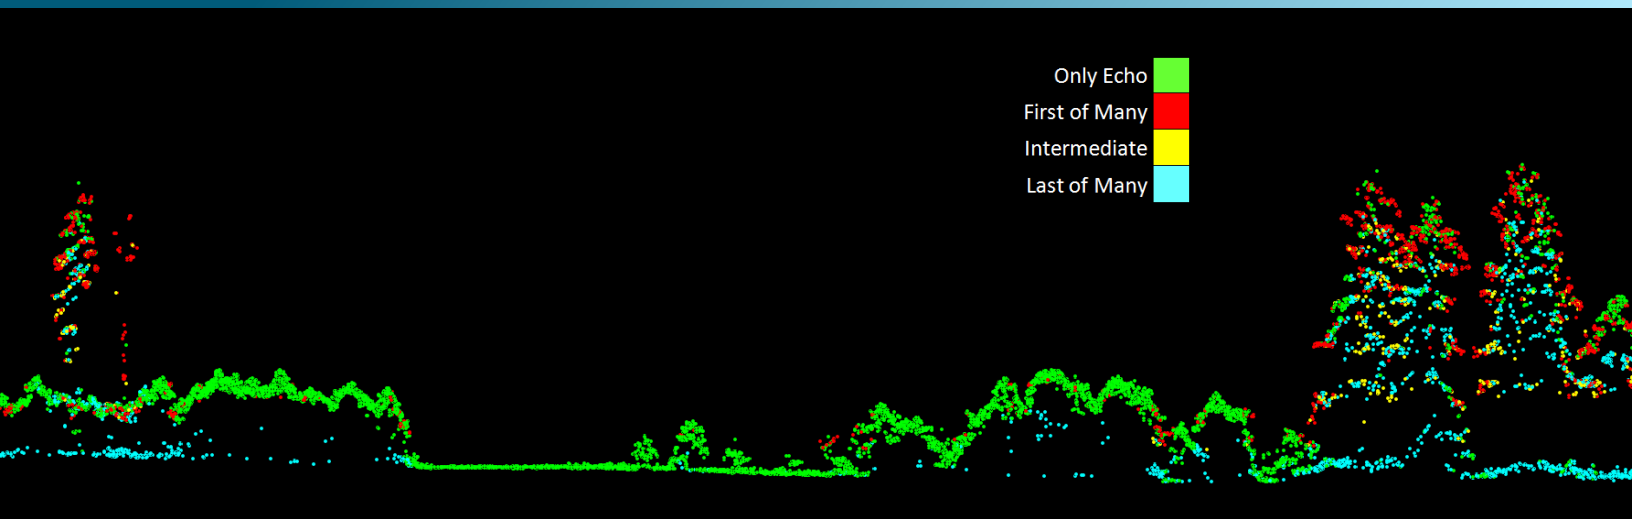 Only Echo
First of Many
Intermediate
Last of Many